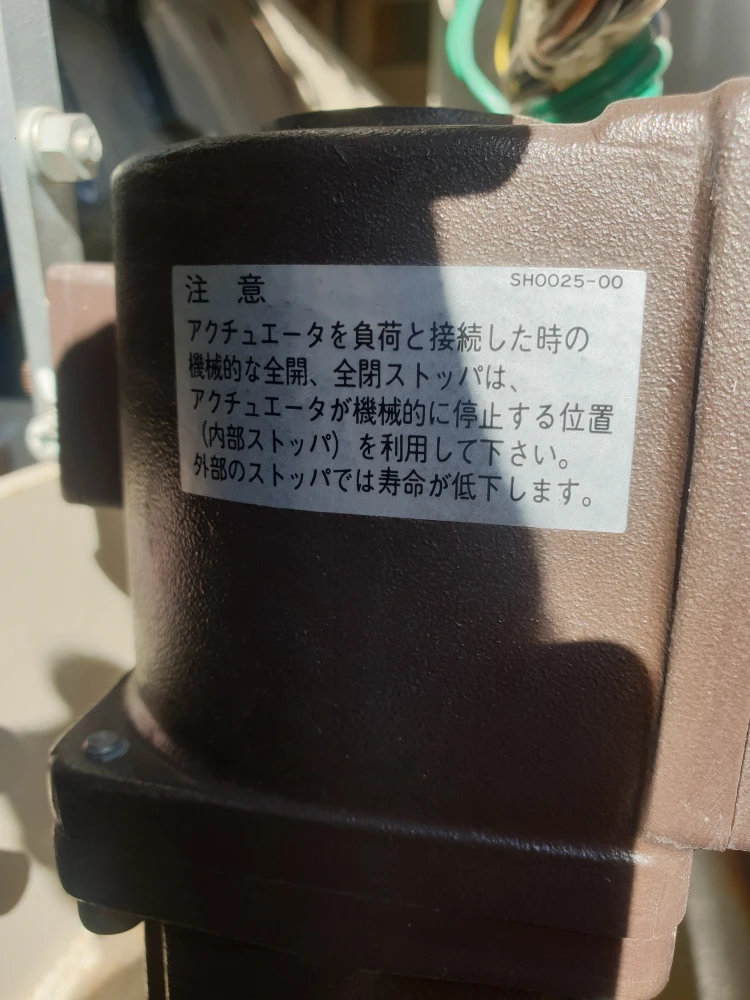 注 意 SH0025-00
アクチュエータを負荷と接続した時の
機械的な全開、全閉ストッパは、
アクチュエータが機械的に停止する位置
（内部ストッパ）を利用して下さい。
外部のストッパでは寿命が低下します。